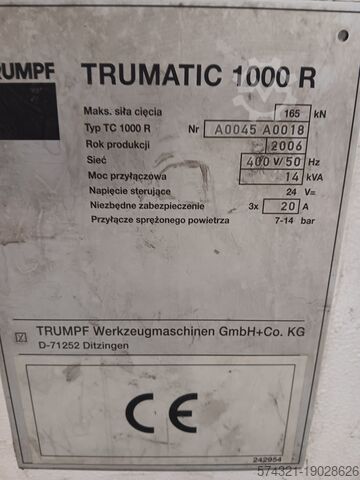 RUMPF TRUMATIC 1000 R
Maks. siła cięcia 165 kN
Typ TC 1000 R Nr A0045 A0018
Rok produkcji 2006
Sieć 400 V/50 Hz
Moc przyłączowa 14 kVA
Napięcie sterujące 24 V=
Niezbędne zabezpieczenie 3x 20 A
Przyłącze sprężonego powietrza 7-14 bar
TRUMPF Werkzeugmaschinen GmbH+Co. KG
D-71252 Ditzingen
CE
242954
574321-19028626